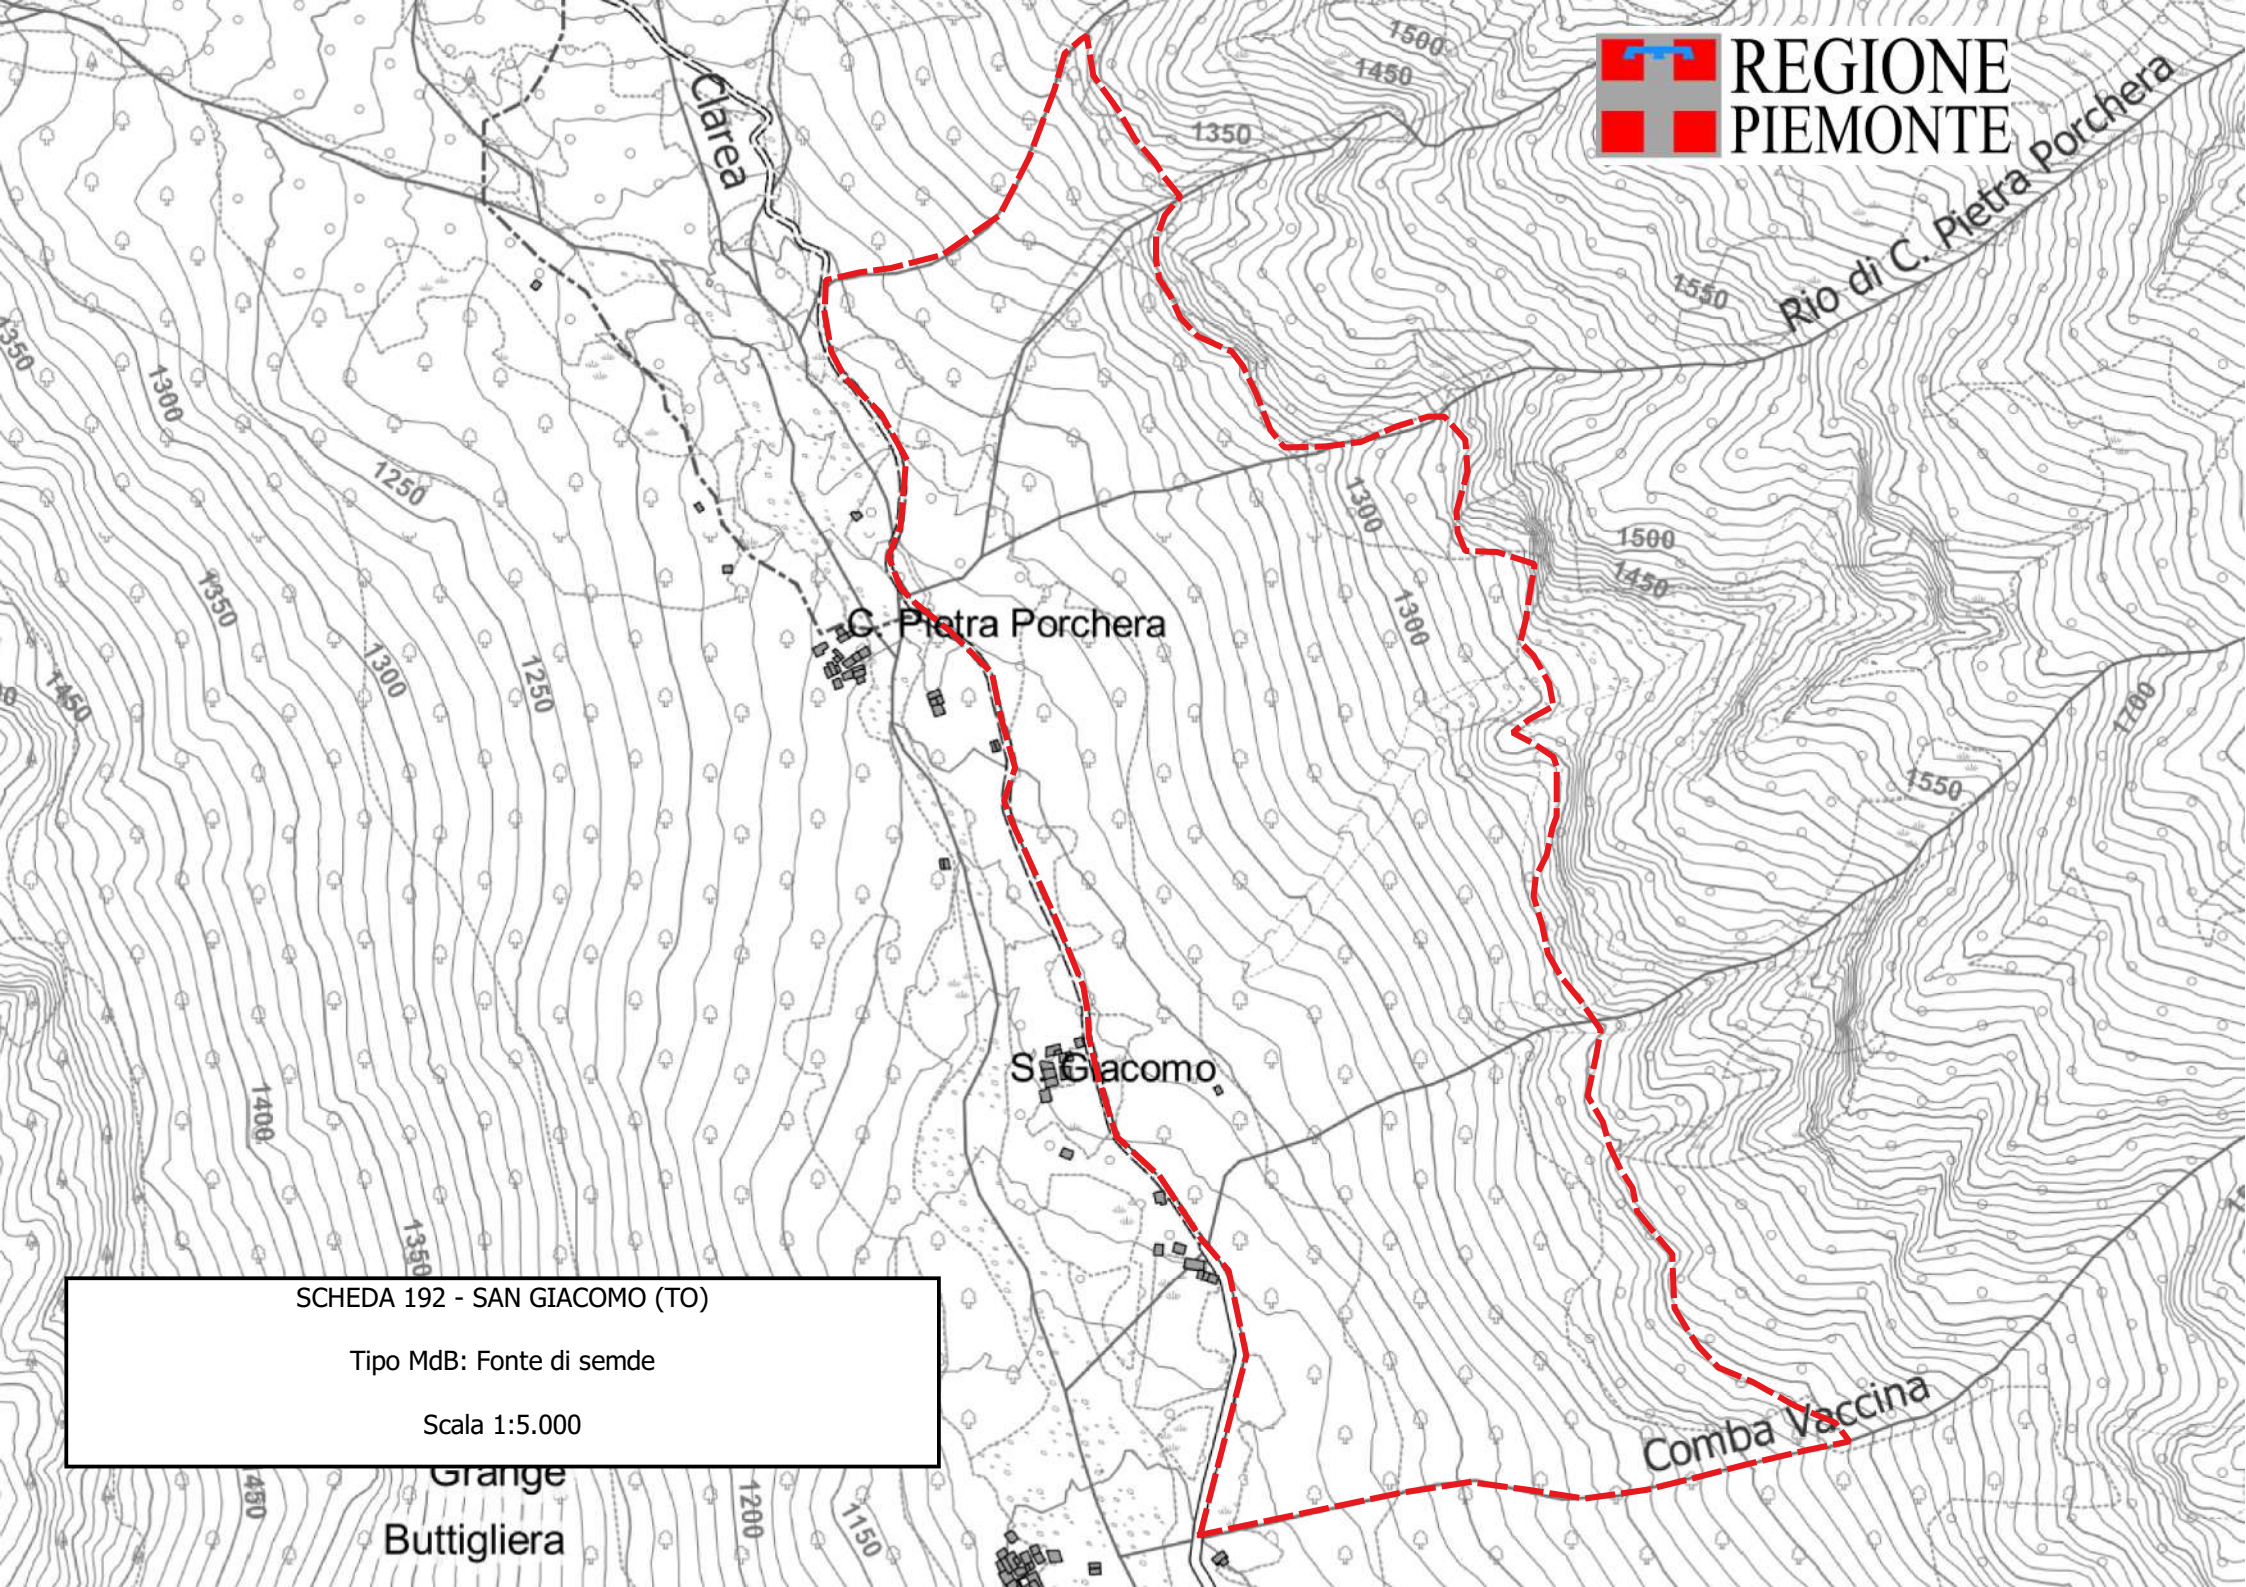 1500
1450
REGIONE
PIEMONTE
Clarea
1350
Rio di C. Pietra Porchera
1550
1350
1300
1250
1300
1500
1450
1350
1300
C. Pietra Porchera
1300
1250
1450
1700
1550
S. Giacomo
1400
1350
SCHEDA 192 - SAN GIACOMO (TO)
Tipo MdB: Fonte di semde
Scala 1:5.000
Comba Vaccina
Grange
Buttigliera
450
1200
1150